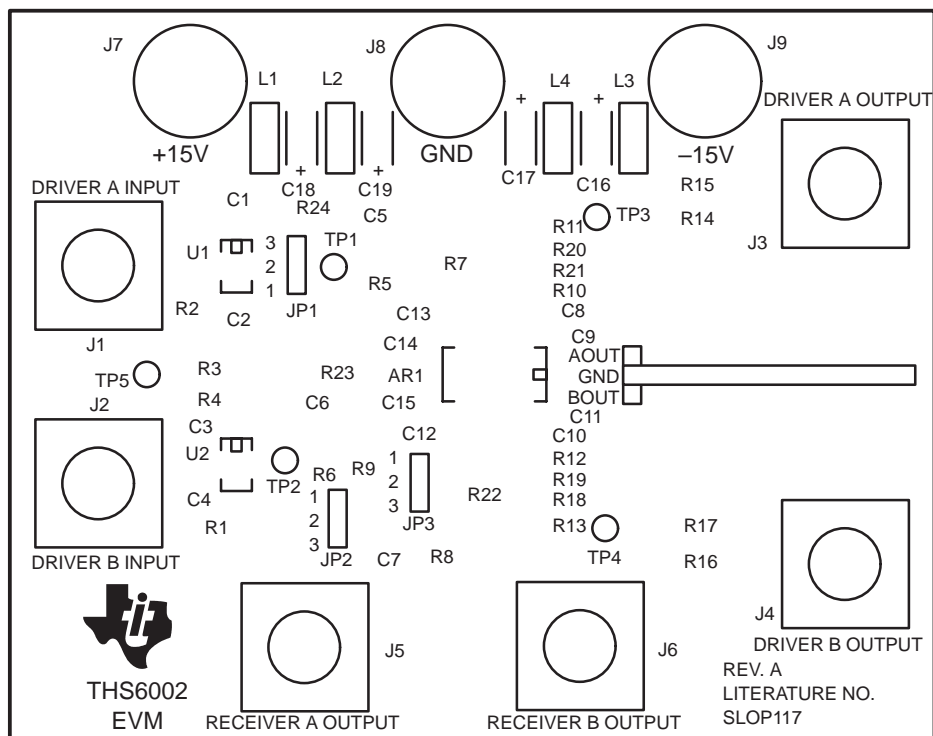 J7
J8
J9
L1
L2
L4
L3
+
+
DRIVER A OUTPUT
+15V
GND
–15V
+
+
C17
C16
R15
DRIVER A INPUT
C18
C19
C1
R24
C5
R14
TP3
R11
J3
U1
3
2
1
TP1
R20
R7
R21
R5
R10
R2
JP1
C8
C2
C13
J1
C14
C9
AOUT
TP5
R3
R23
AR1
GND
BOUT
J2
R4
C6
C15
C11
C3
C12
C10
U2
1
2
3
R12
R6
R9
TP2
R19
C4
1
2
3
R22
R18
R1
JP3
R13
R17
TP4
DRIVER B INPUT
JP2
C7
R8
R16
J4
DRIVER B OUTPUT
J5
J6
REV. A
THS6002
LITERATURE NO.
EVM
RECEIVER A OUTPUT
RECEIVER B OUTPUT
SLOP117